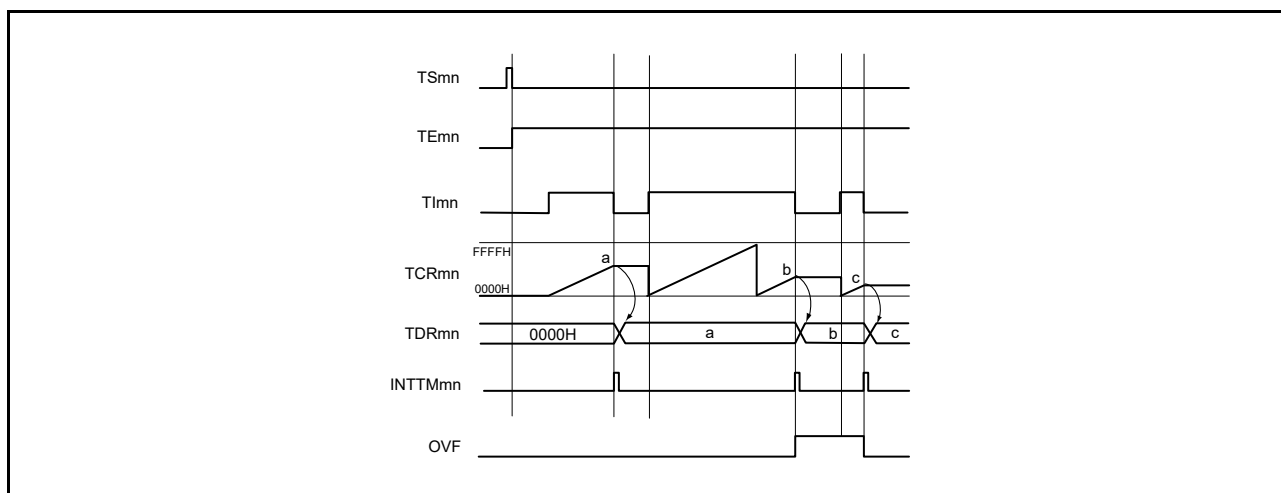 TSmn
TEmn
TImn
FFFFH
a
b
TCRmn
c
0000H
TDRmn
0000H
a
b
c
INTTMmn
OVF